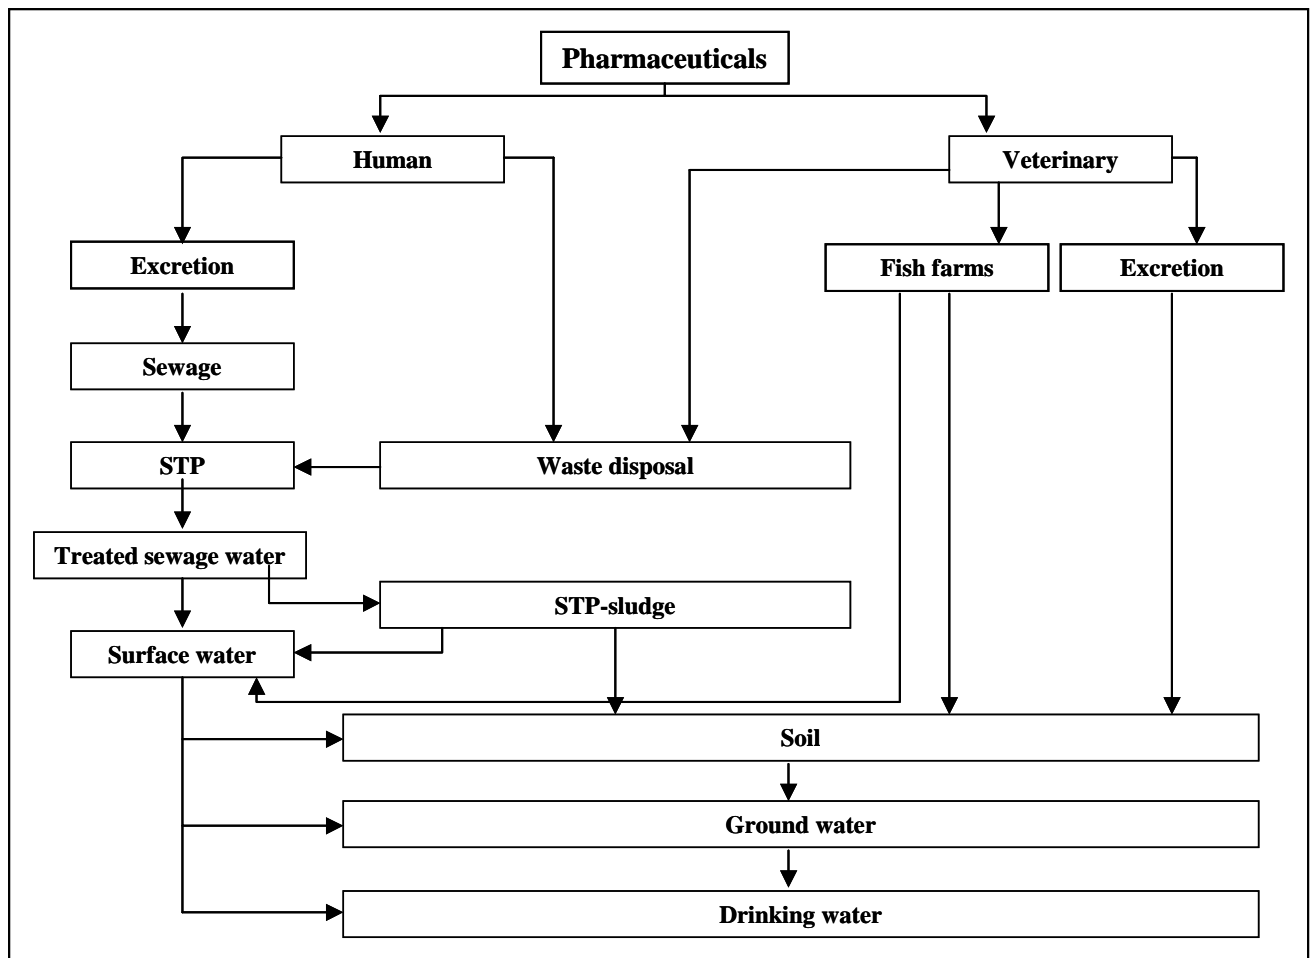 Pharmaceuticals
Human
Veterinary
Excretion
Fish farms
Excretion
Sewage
STP
Waste disposal
Treated sewage water
STP-sludge
Surface water
Soil
Ground water
Drinking water